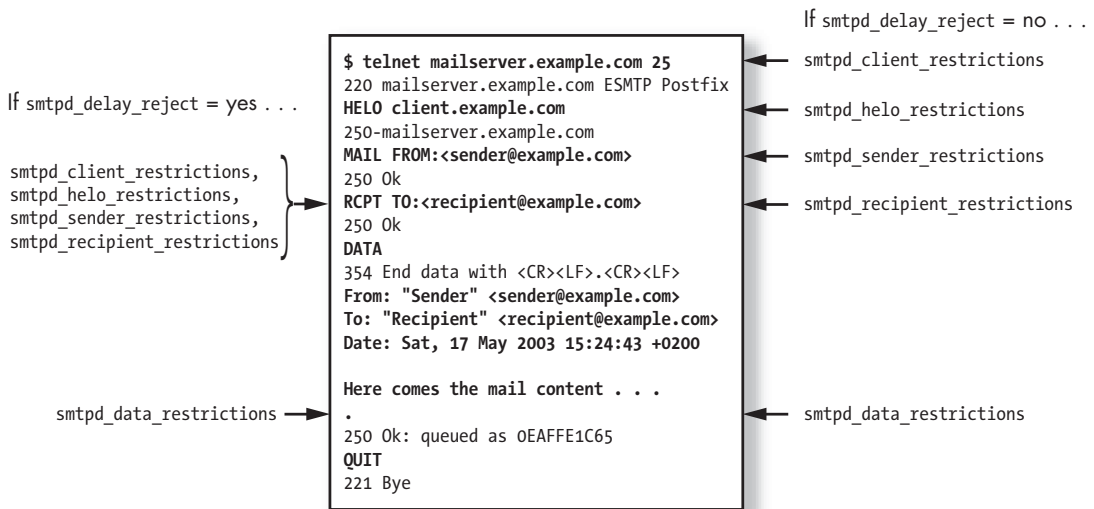 If smtpd_delay_reject = no . . .
$ telnet mailserver.example.com 25
smtpd_client_restrictions
220 mailserver.example.com ESMTP Postfix
If smtpd_delay_reject = yes . . .
HELO client.example.com
smtpd_helo_restrictions
250-mailserver.example.com
MAIL FROM:<sender@example.com>
smtpd_sender_restrictions
250 Ok
smtpd_client_restrictions,
smtpd_helo_restrictions,
smtpd_sender_restrictions,
smtpd_recipient_restrictions
RCPT TO:<recipient@example.com>
smtpd_recipient_restrictions
250 Ok
DATA
354 End data with <CR><LF>.<CR><LF>
From: "Sender" <sender@example.com>
To: "Recipient" <recipient@example.com>
Date: Sat, 17 May 2003 15:24:43 +0200
Here comes the mail content . . .
smtpd_data_restrictions
.
smtpd_data_restrictions
250 Ok: queued as 0EAFFE1C65
QUIT
221 Bye